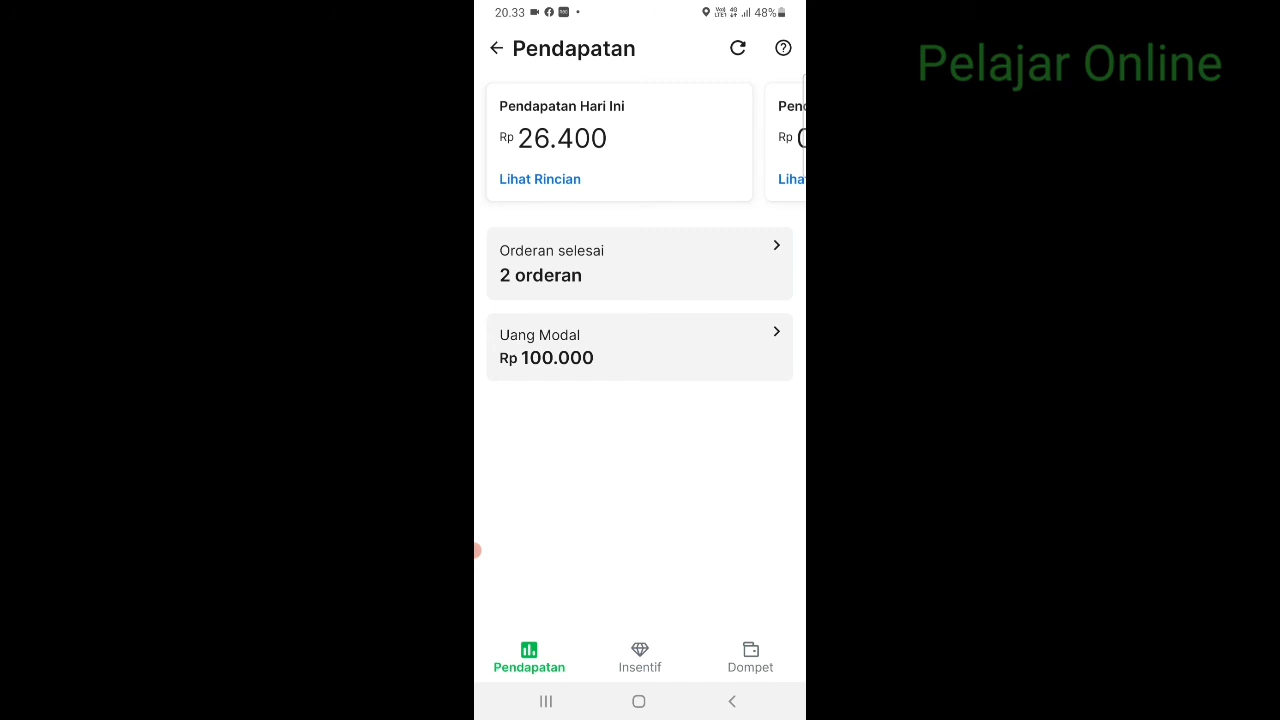 Pelajar Online
20.33
48%
Pendapatan
Pendapatan Hari Ini
Rp 26.400
Lihat Rincian
Rp
Orderan selesai
2 orderan
Uang Modal
Rp 100.000
Pendapatan
Insentif
Dompet